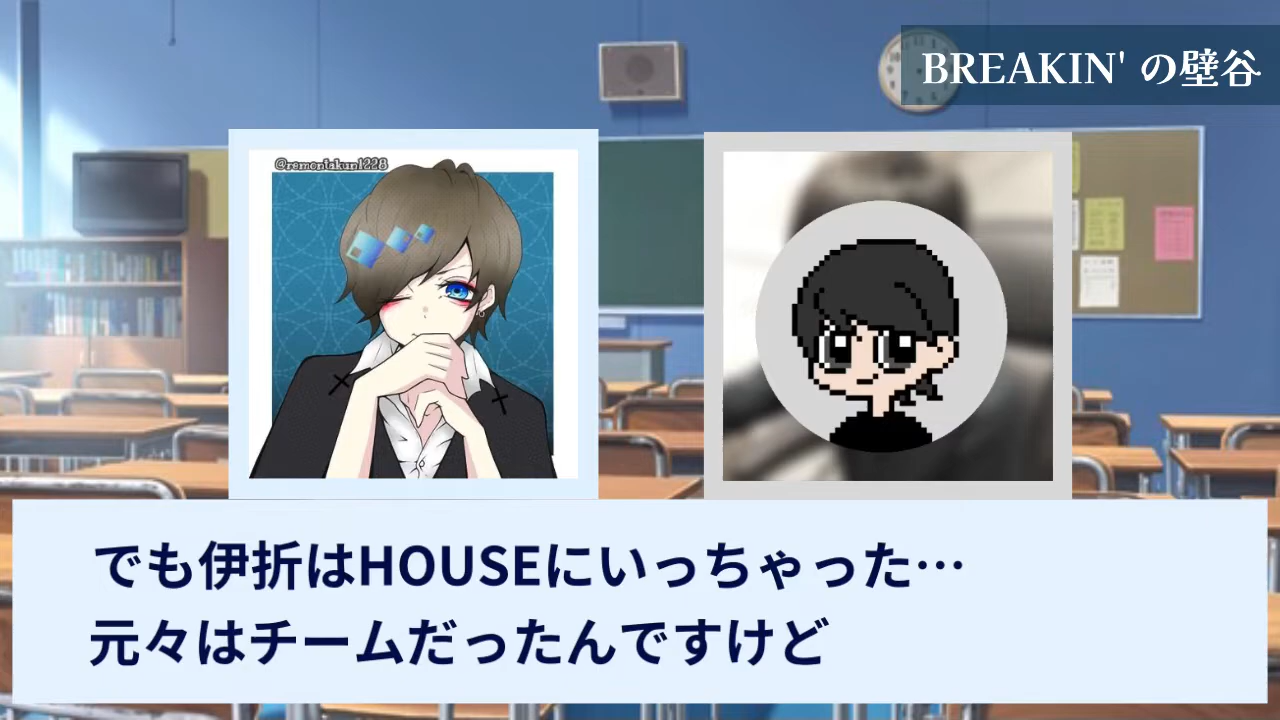 BREAKIN' の壁谷
@remoniakun1228
でも伊折はHOUSEにいっちゃった…
元々はチームだったんですけど